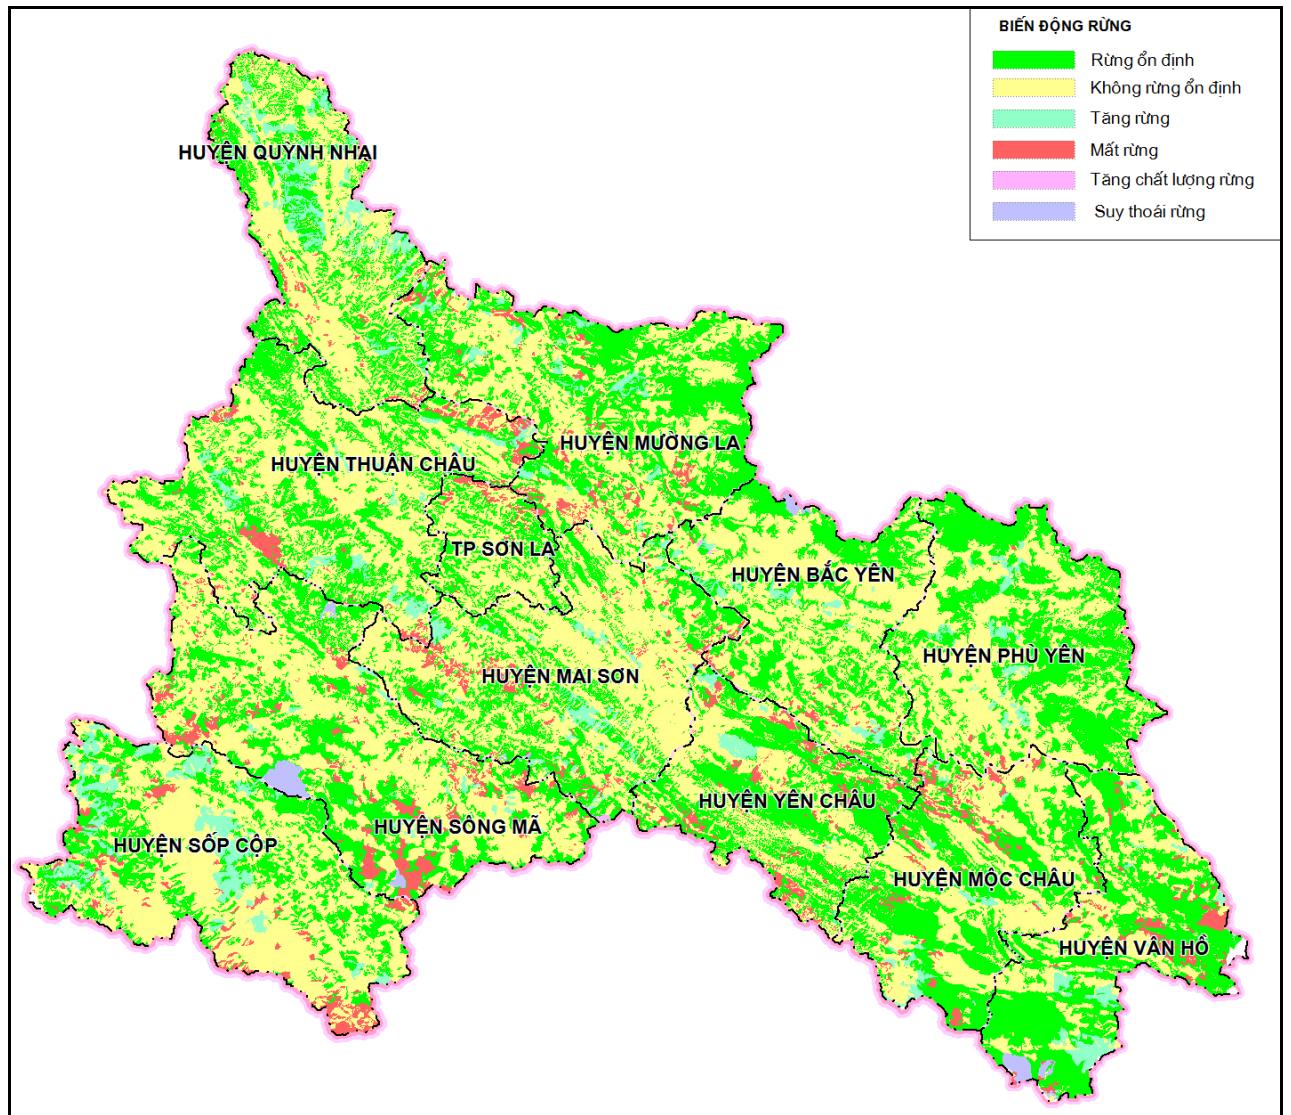 BIẾN ĐỘNG RỪNG
Rừng ổn định
Không rừng ổn định
Tăng rừng
Mất rừng
Tăng chất lượng rừng
Suy thoái rừng
HUYỆN QUỲNH NHAI
HUYỆN MƯỜNG LA
HUYỆN THUẬN CHÂU
TP SƠN LA
HUYỆN BẮC YÊN
HUYỆN PHÙ YÊN
HUYỆN MAI SƠN
HUYỆN YÊN CHÂU
HUYỆN SÔNG MÃ
HUYỆN SỐP CỘP
HUYỆN MỘC CHÂU
HUYỆN VÂN HỒ